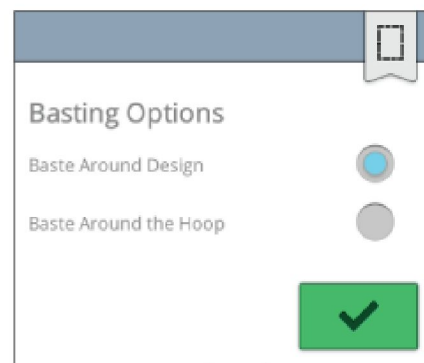 Basting Options
Baste Around Design
Baste Around the Hoop